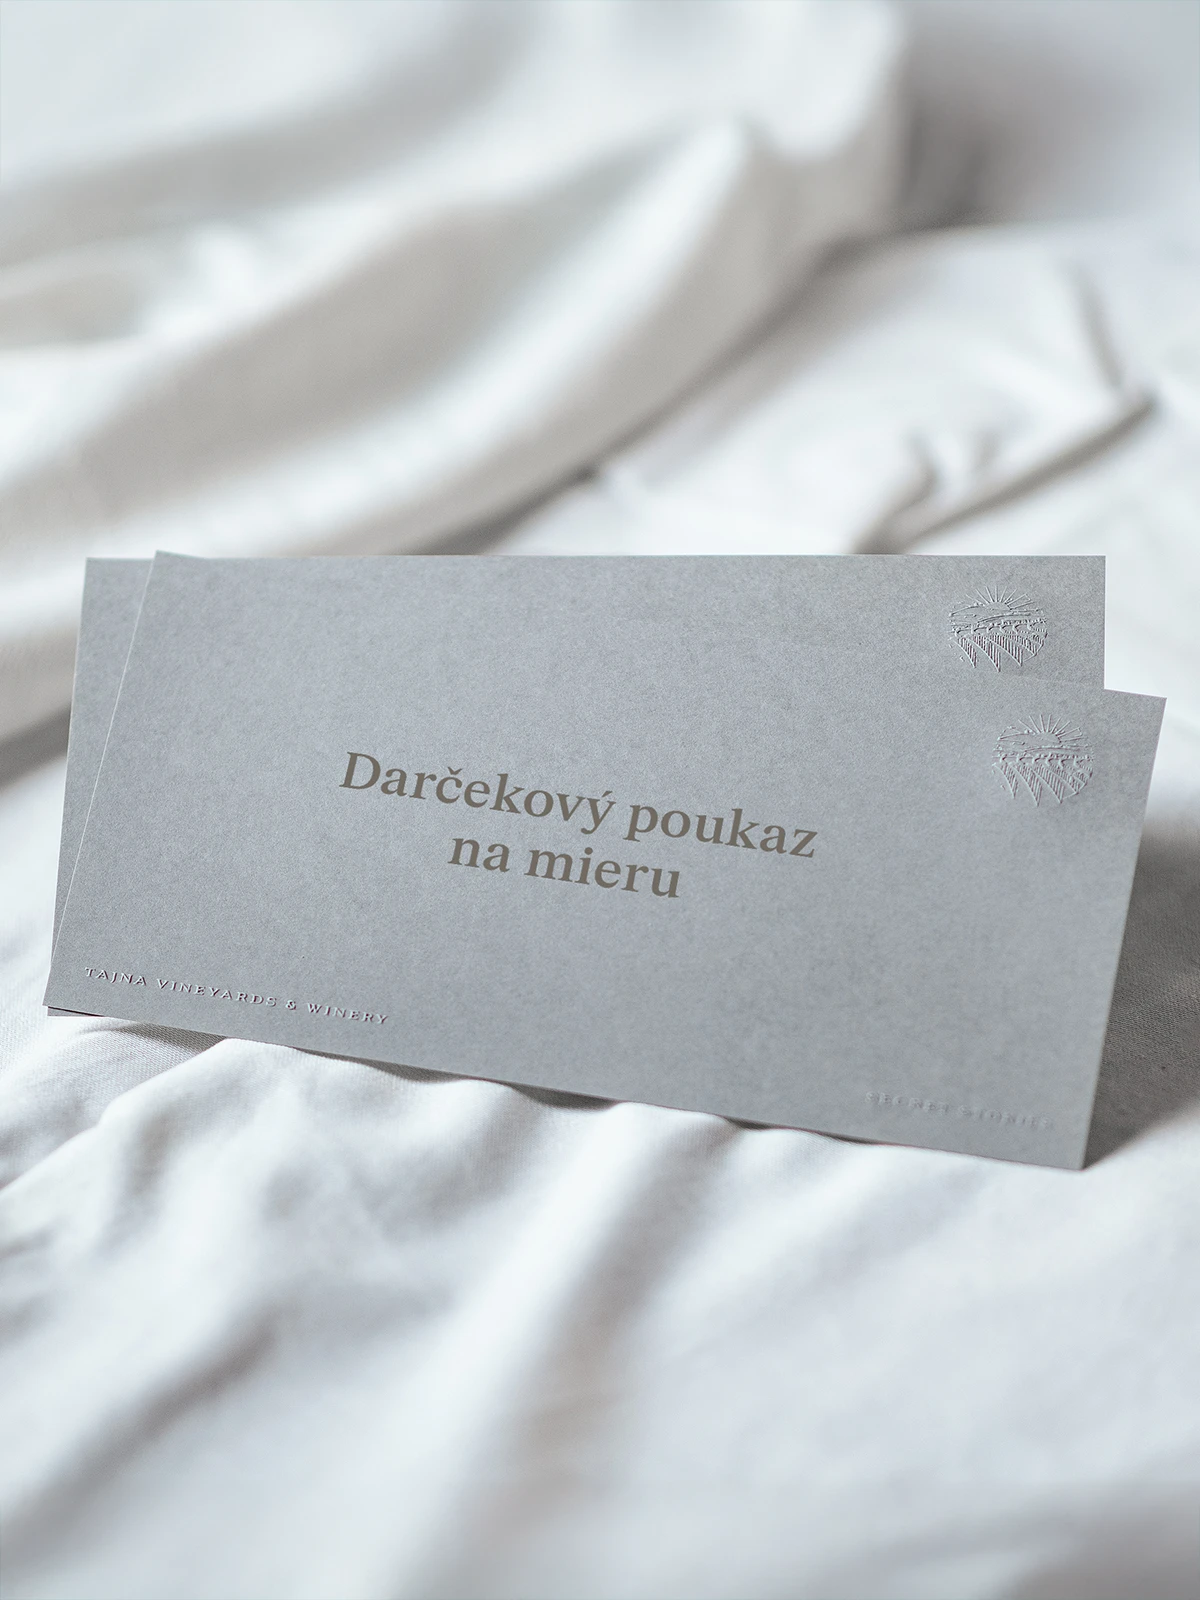 Darčekový poukaz
na mieru
TAJNA VINEYARDS & WINERY
SECRET STORIES